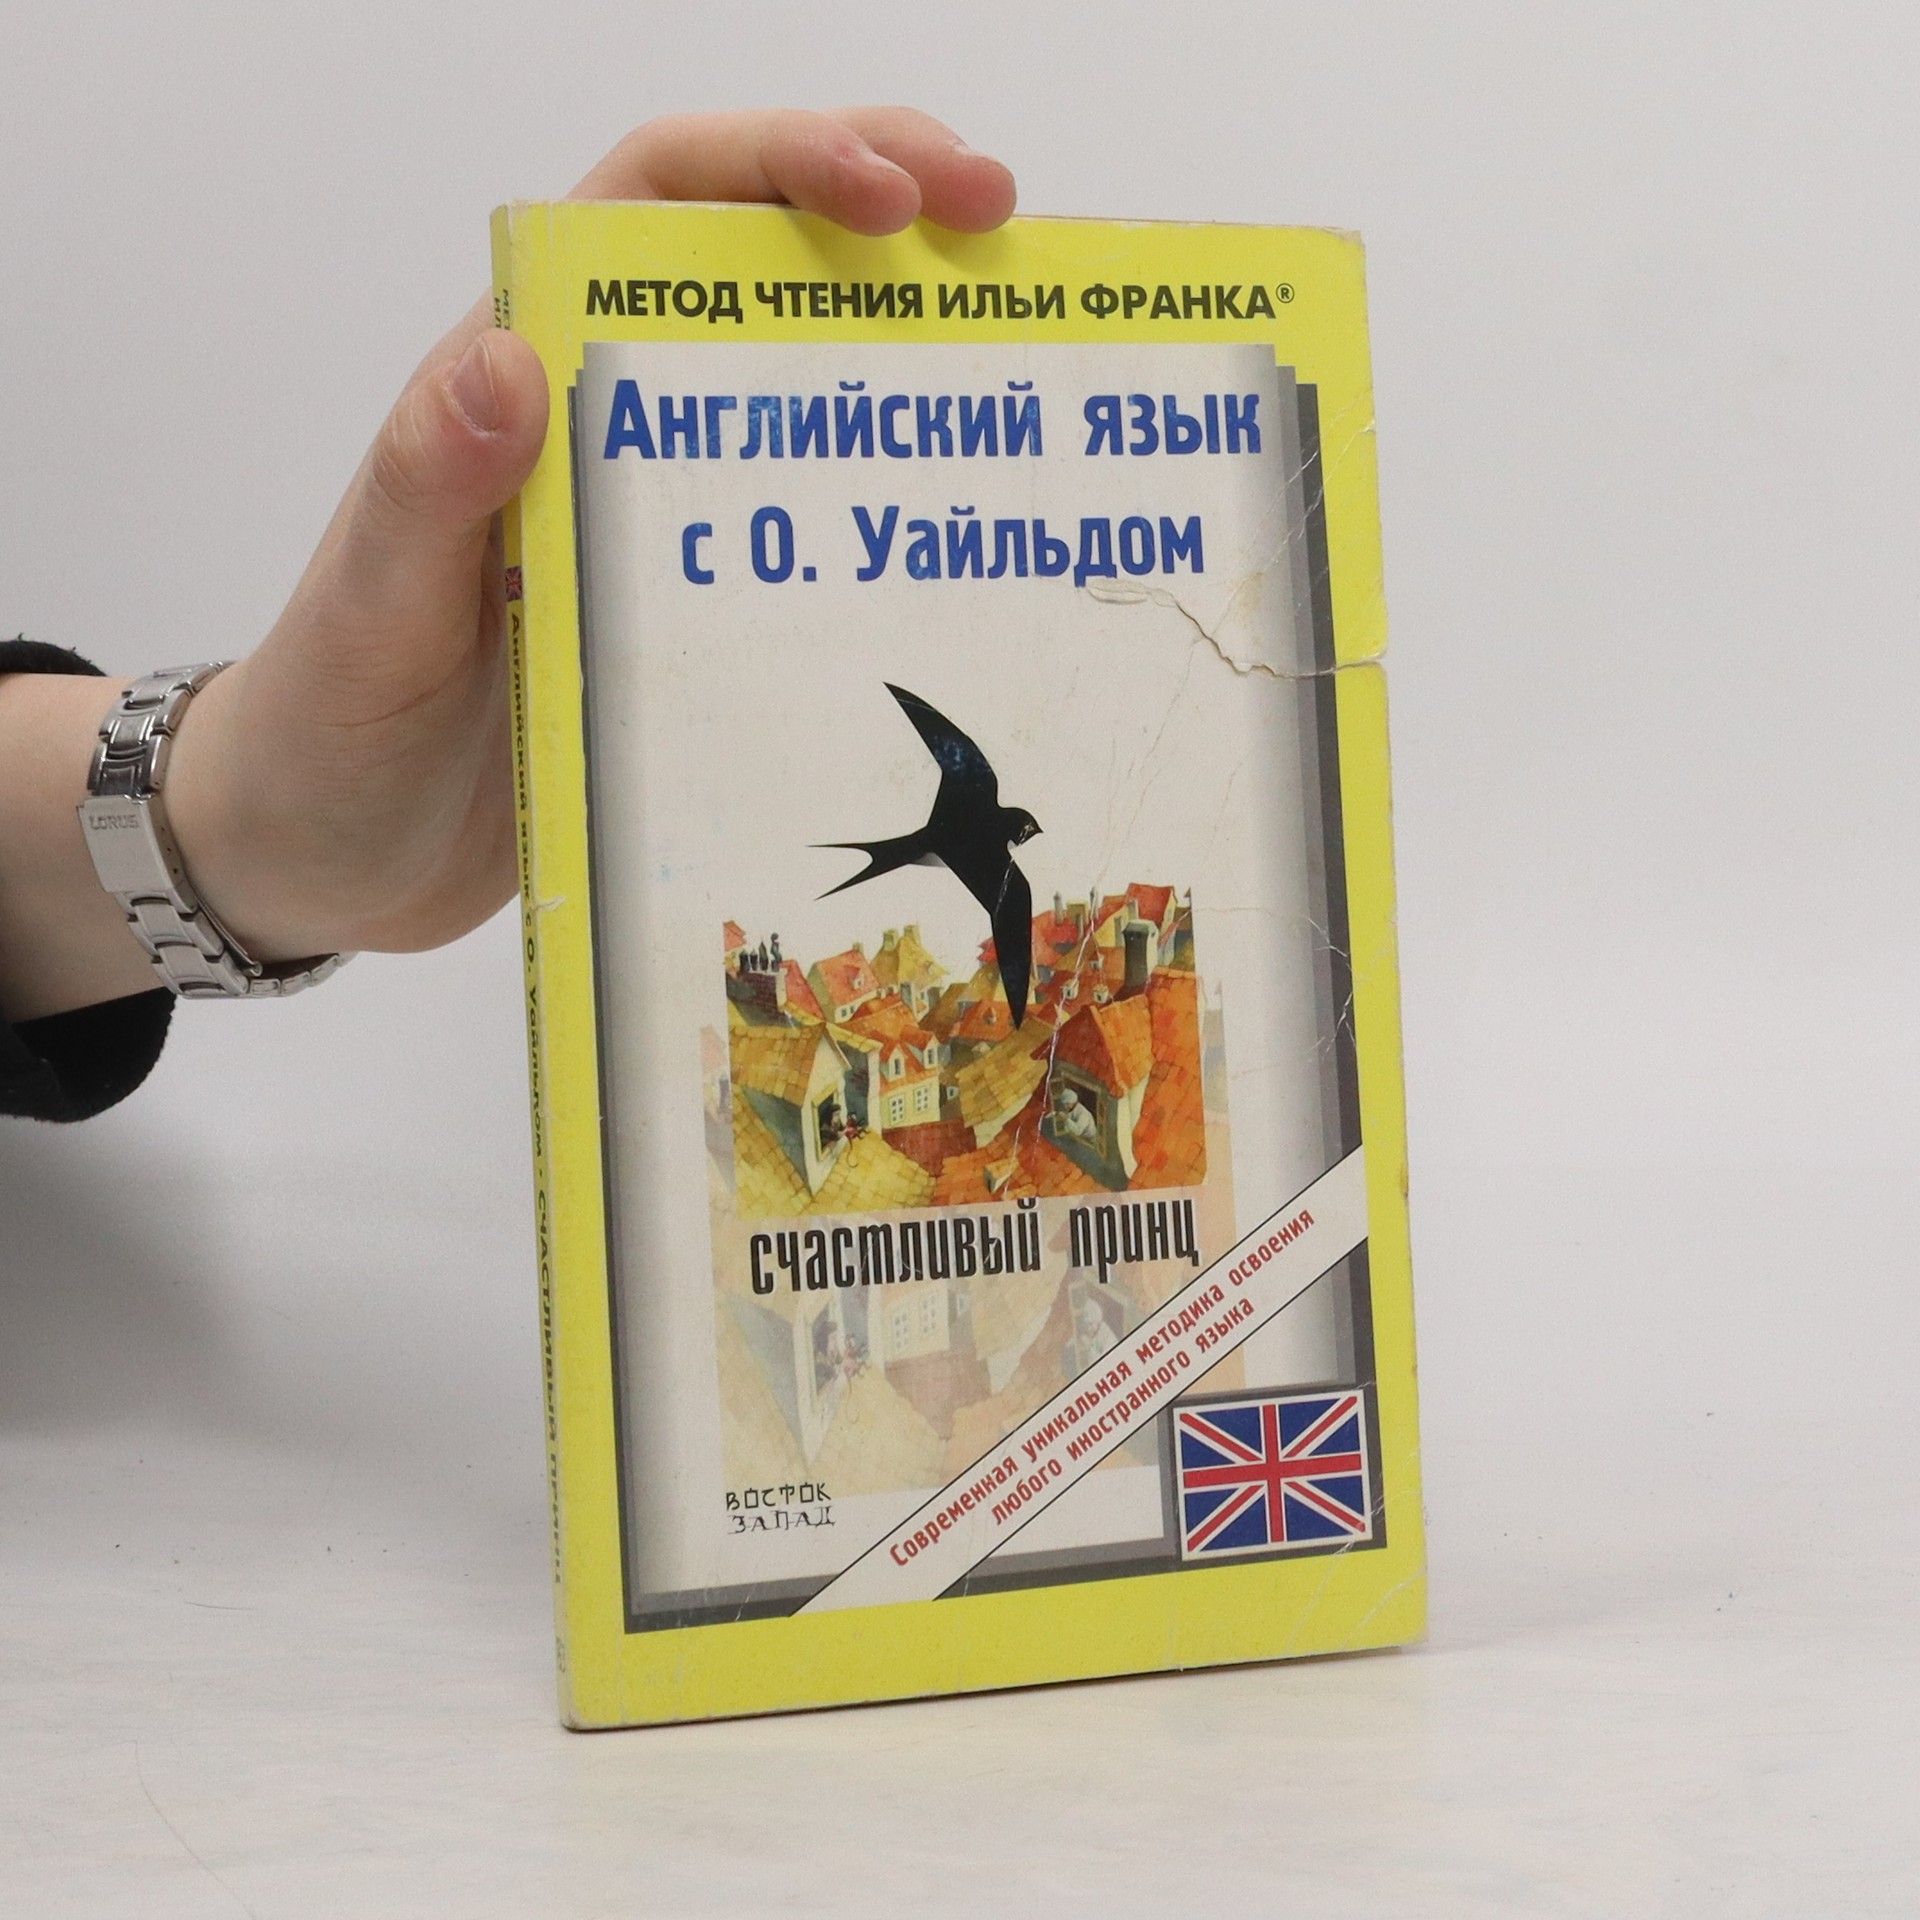 МЕТОД ЧТЕНИЯ ИЛЬИ ФРАНКА®
Английский язык
с О. Уайльдом
счастливый принц
Современная уникальная методика освоения
любого иностранного языка
ВОСТОК
ЗАПАД
Английский язык с О. Уайльдом · СЧАСТЛИВЫЙ ПРИНЦ
LORUS